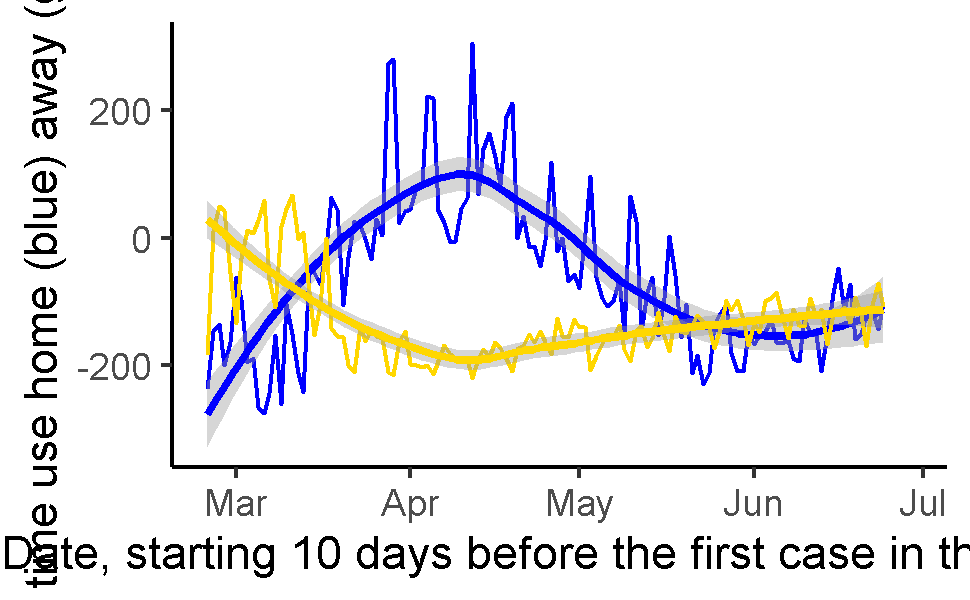 time use home (blue) away (
200
0
-200
Mar Apr May Jun Jul
Date, starting 10 days before the first case in th